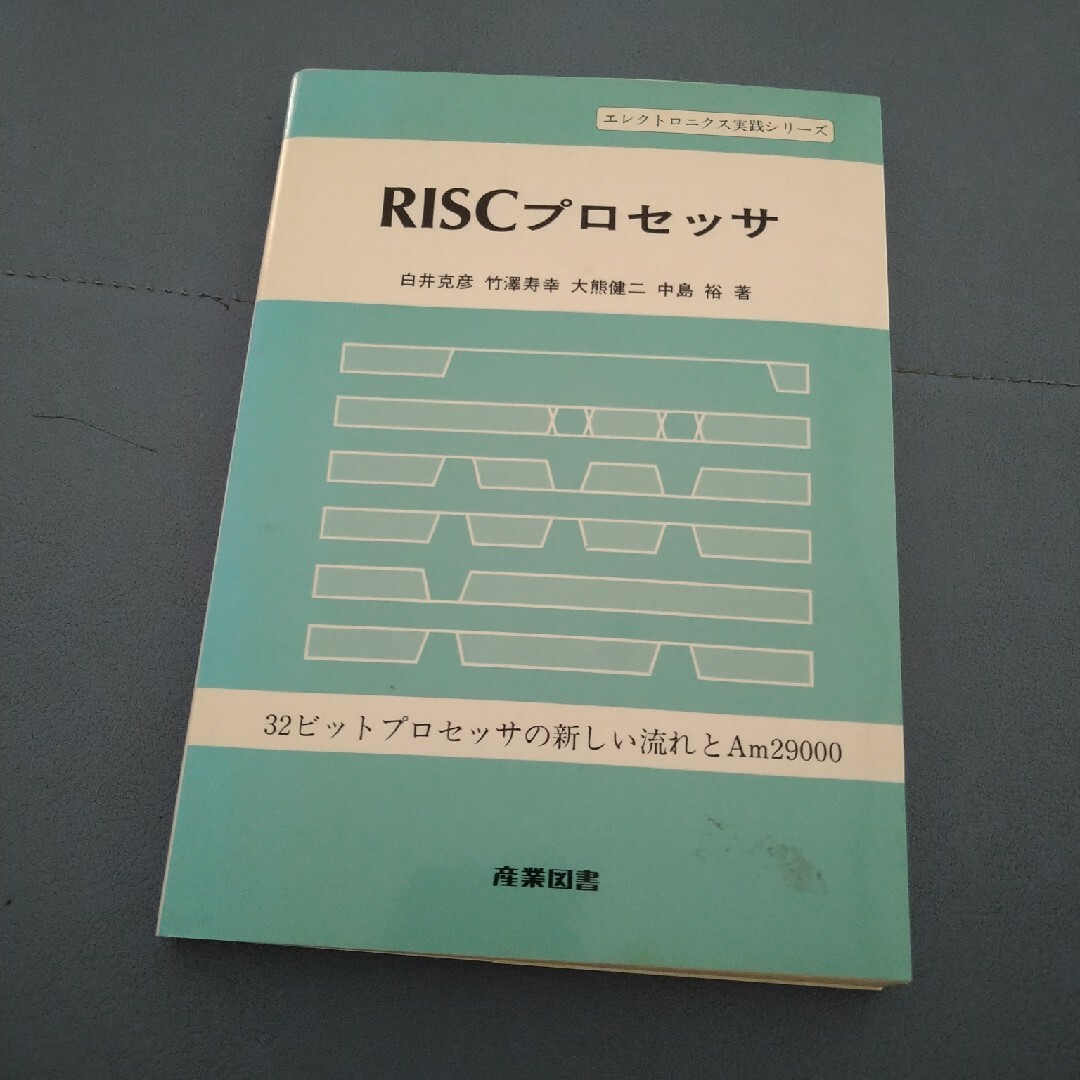 エレクトロニクス実践シリーズ
RISCプロセッサ
白井克彦 竹澤寿幸 大熊健二 中島 裕 著
32ビットプロセッサの新しい流れとAm29000
産業図書